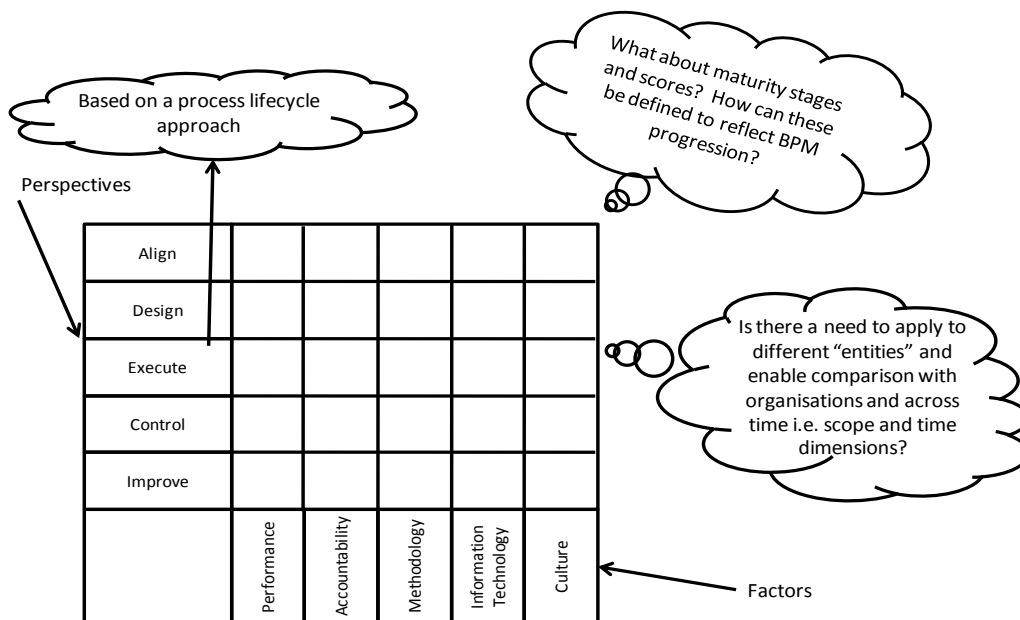 What about maturity stages
and scores?  How can these
be defined to reflect BPM
progression?
Based on a process lifecycle
approach
Perspectives
Align
Design
Execute
Control
Improve
Is there a need to apply to
different “entities” and
enable comparison with
organisations and across
time i.e. scope and time
dimensions?
Performance
Accountability
Methodology
Information
Technology
Culture
Factors